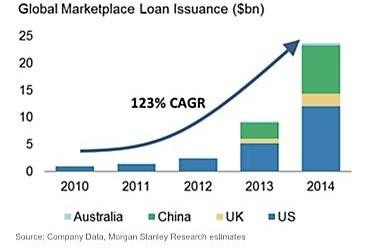 Global Marketplace Loan Issuance ($bn)
25
20
15
10
5
0
123% CAGR
2010 2011 2012 2013 2014
Australia China UK US
Source: Company Data, Morgan Stanley Research estimates